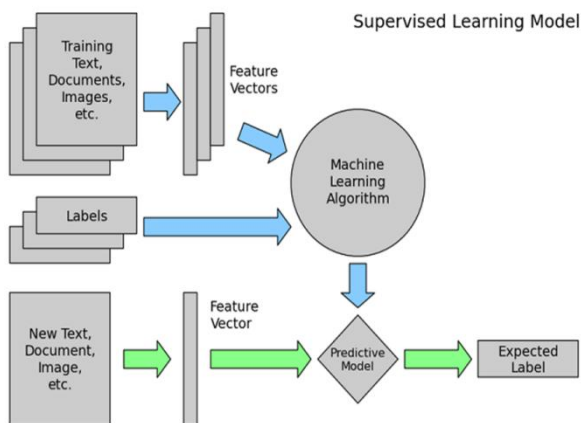 Supervised Learning Model
Training
Text,
Documents,
Images,
etc.
Feature
Vectors
Machine
Learning
Algorithm
Labels
New Text,
Document,
Image,
etc.
Feature
Vector
Predictive
Model
Expected
Label